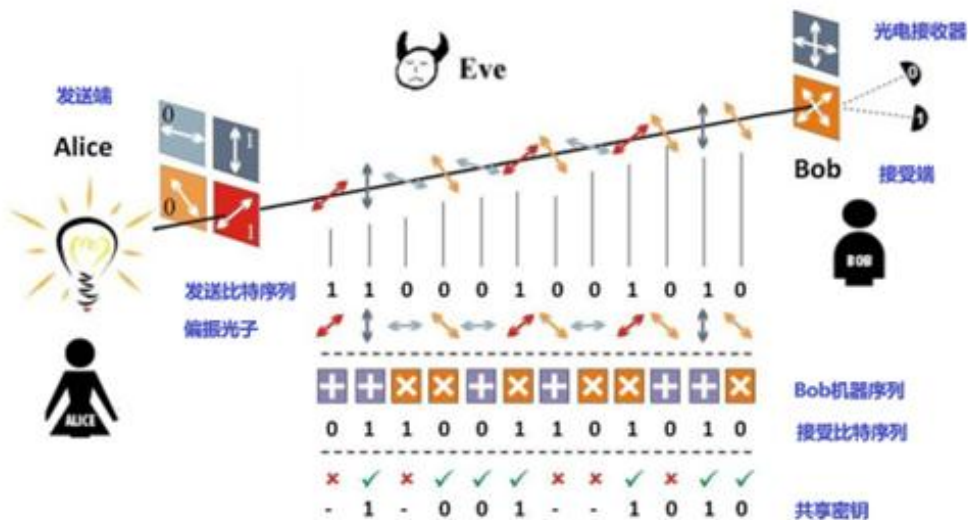 Eve
光电接收器
发送端
0
1
0
1
Alice
0
1
Bob
接受端
BOB
发送比特序列 1 1 0 0 0 1 0 0 1 0 1 0
偏振光子
Bob机器序列
0 1 1 0 0 1 1 0 1 0 1 0 接受比特序列
ALICE
- 1 - 0 0 1 - - 1 0 1 0 共享密钥